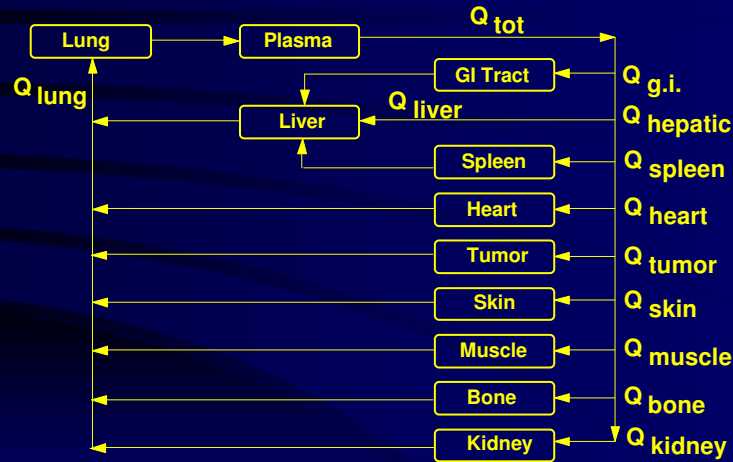 Q tot
Lung
Plasma
GI Tract
Q g.i.
Q lung
Q liver
Liver
Q hepatic
Spleen
Q spleen
Heart
Q heart
Tumor
Q tumor
Skin
Q skin
Muscle
Q muscle
Bone
Q bone
Kidney
Q kidney